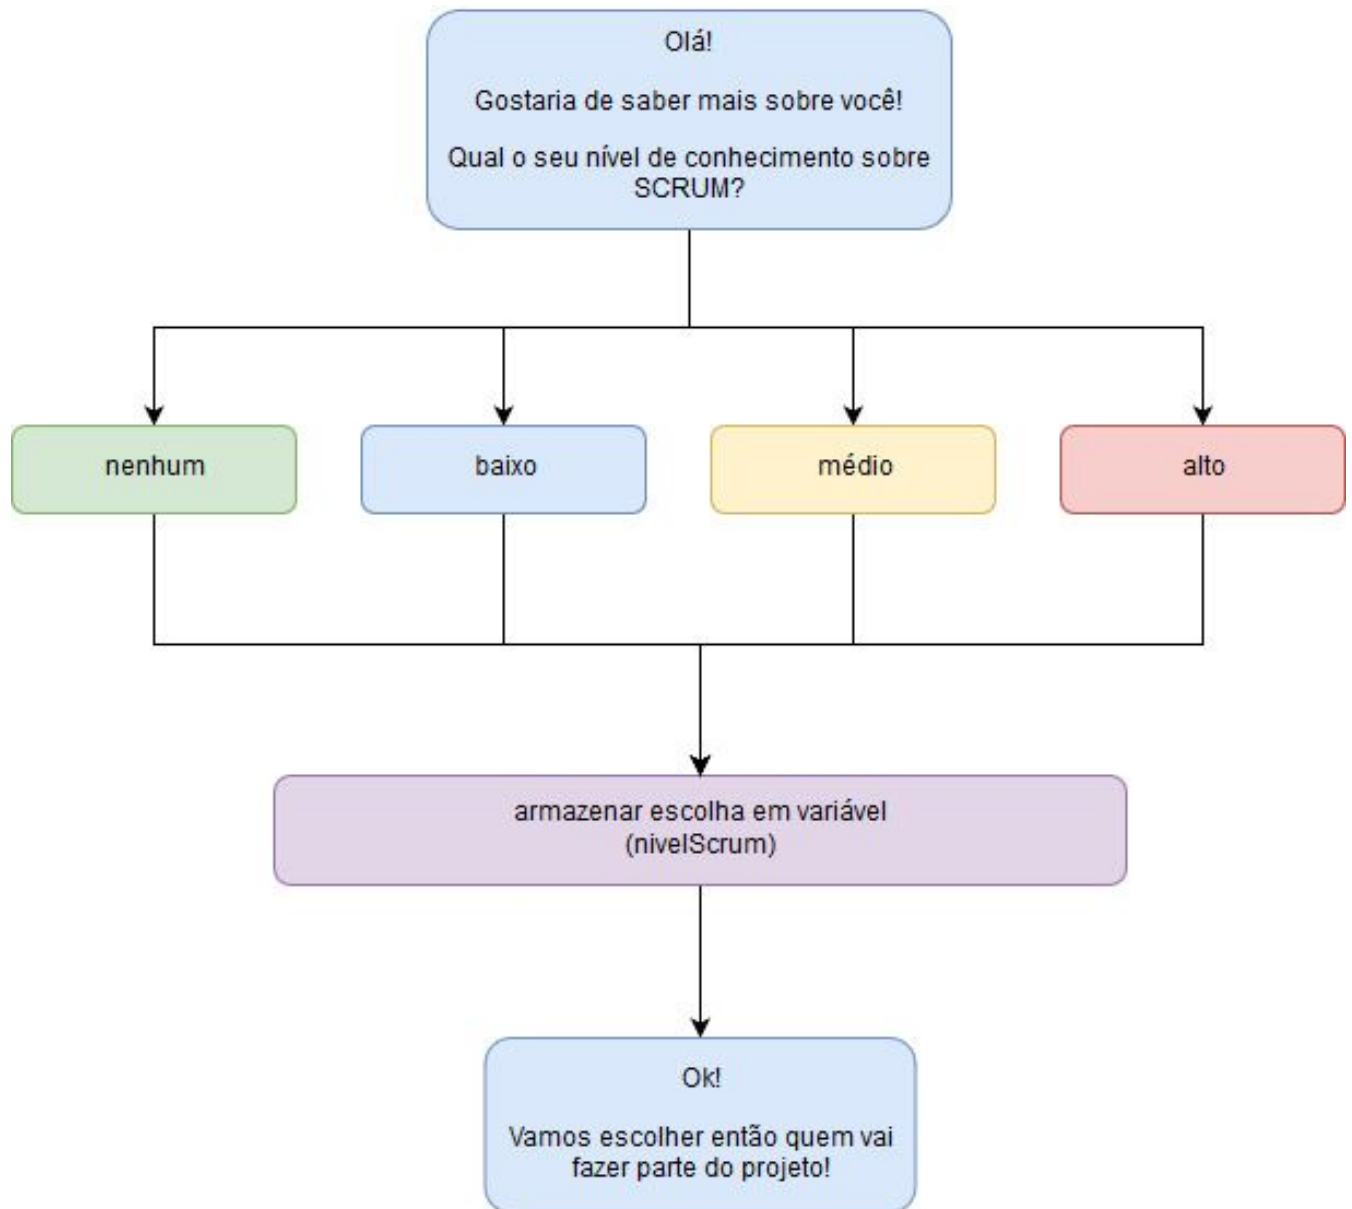 Olá!
Gostaria de saber mais sobre você!
Qual o seu nível de conhecimento sobre
SCRUM?
nenhum
baixo
médio
alto
armazenar escolha em variável
(nivelScrum)
Ok!
Vamos escolher então quem vai
fazer parte do projeto!